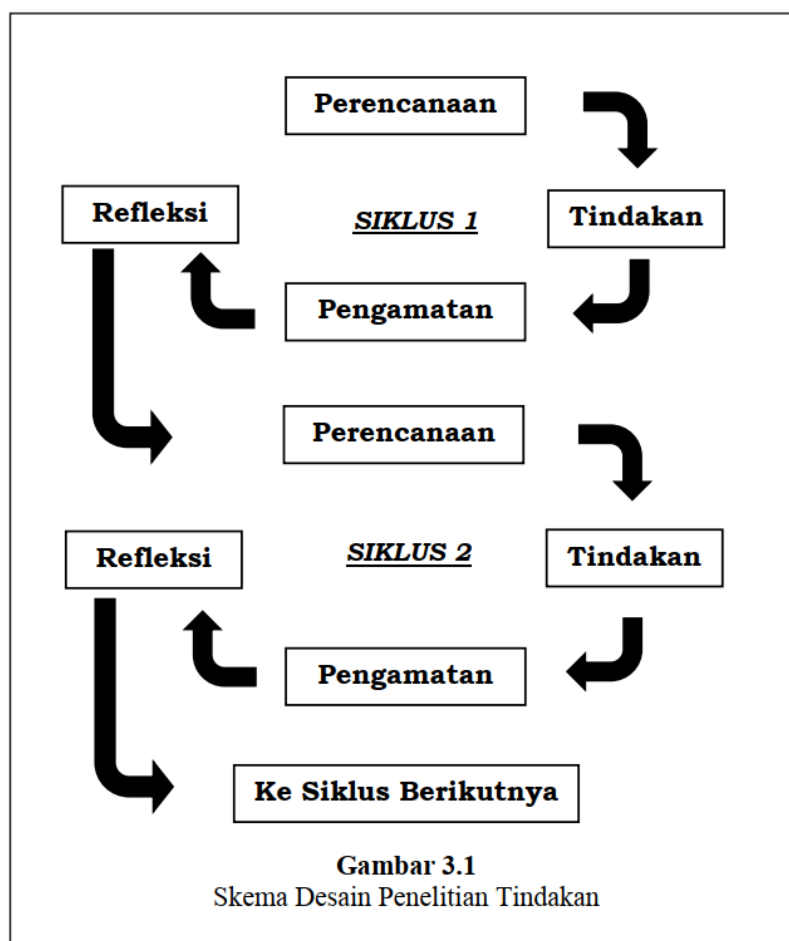 Perencanaan
Refleksi
SIKLUS 1
Tindakan
Pengamatan
Perencanaan
Refleksi
SIKLUS 2
Tindakan
Pengamatan
Ke Siklus Berikutnya
Gambar 3.1
Skema Desain Penelitian Tindakan